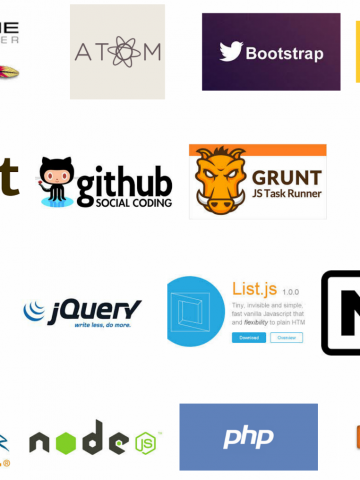 ATOM
Bootstrap
github
SOCIAL CODING
GRUNT
JS Task Runner
jQuery
write less, do more.
List.js 1.0.0
Tiny, invisible and simple,
fast vanilla Javascript that
and flexibility to plain HTM
Download
Overview
node JS ™
php